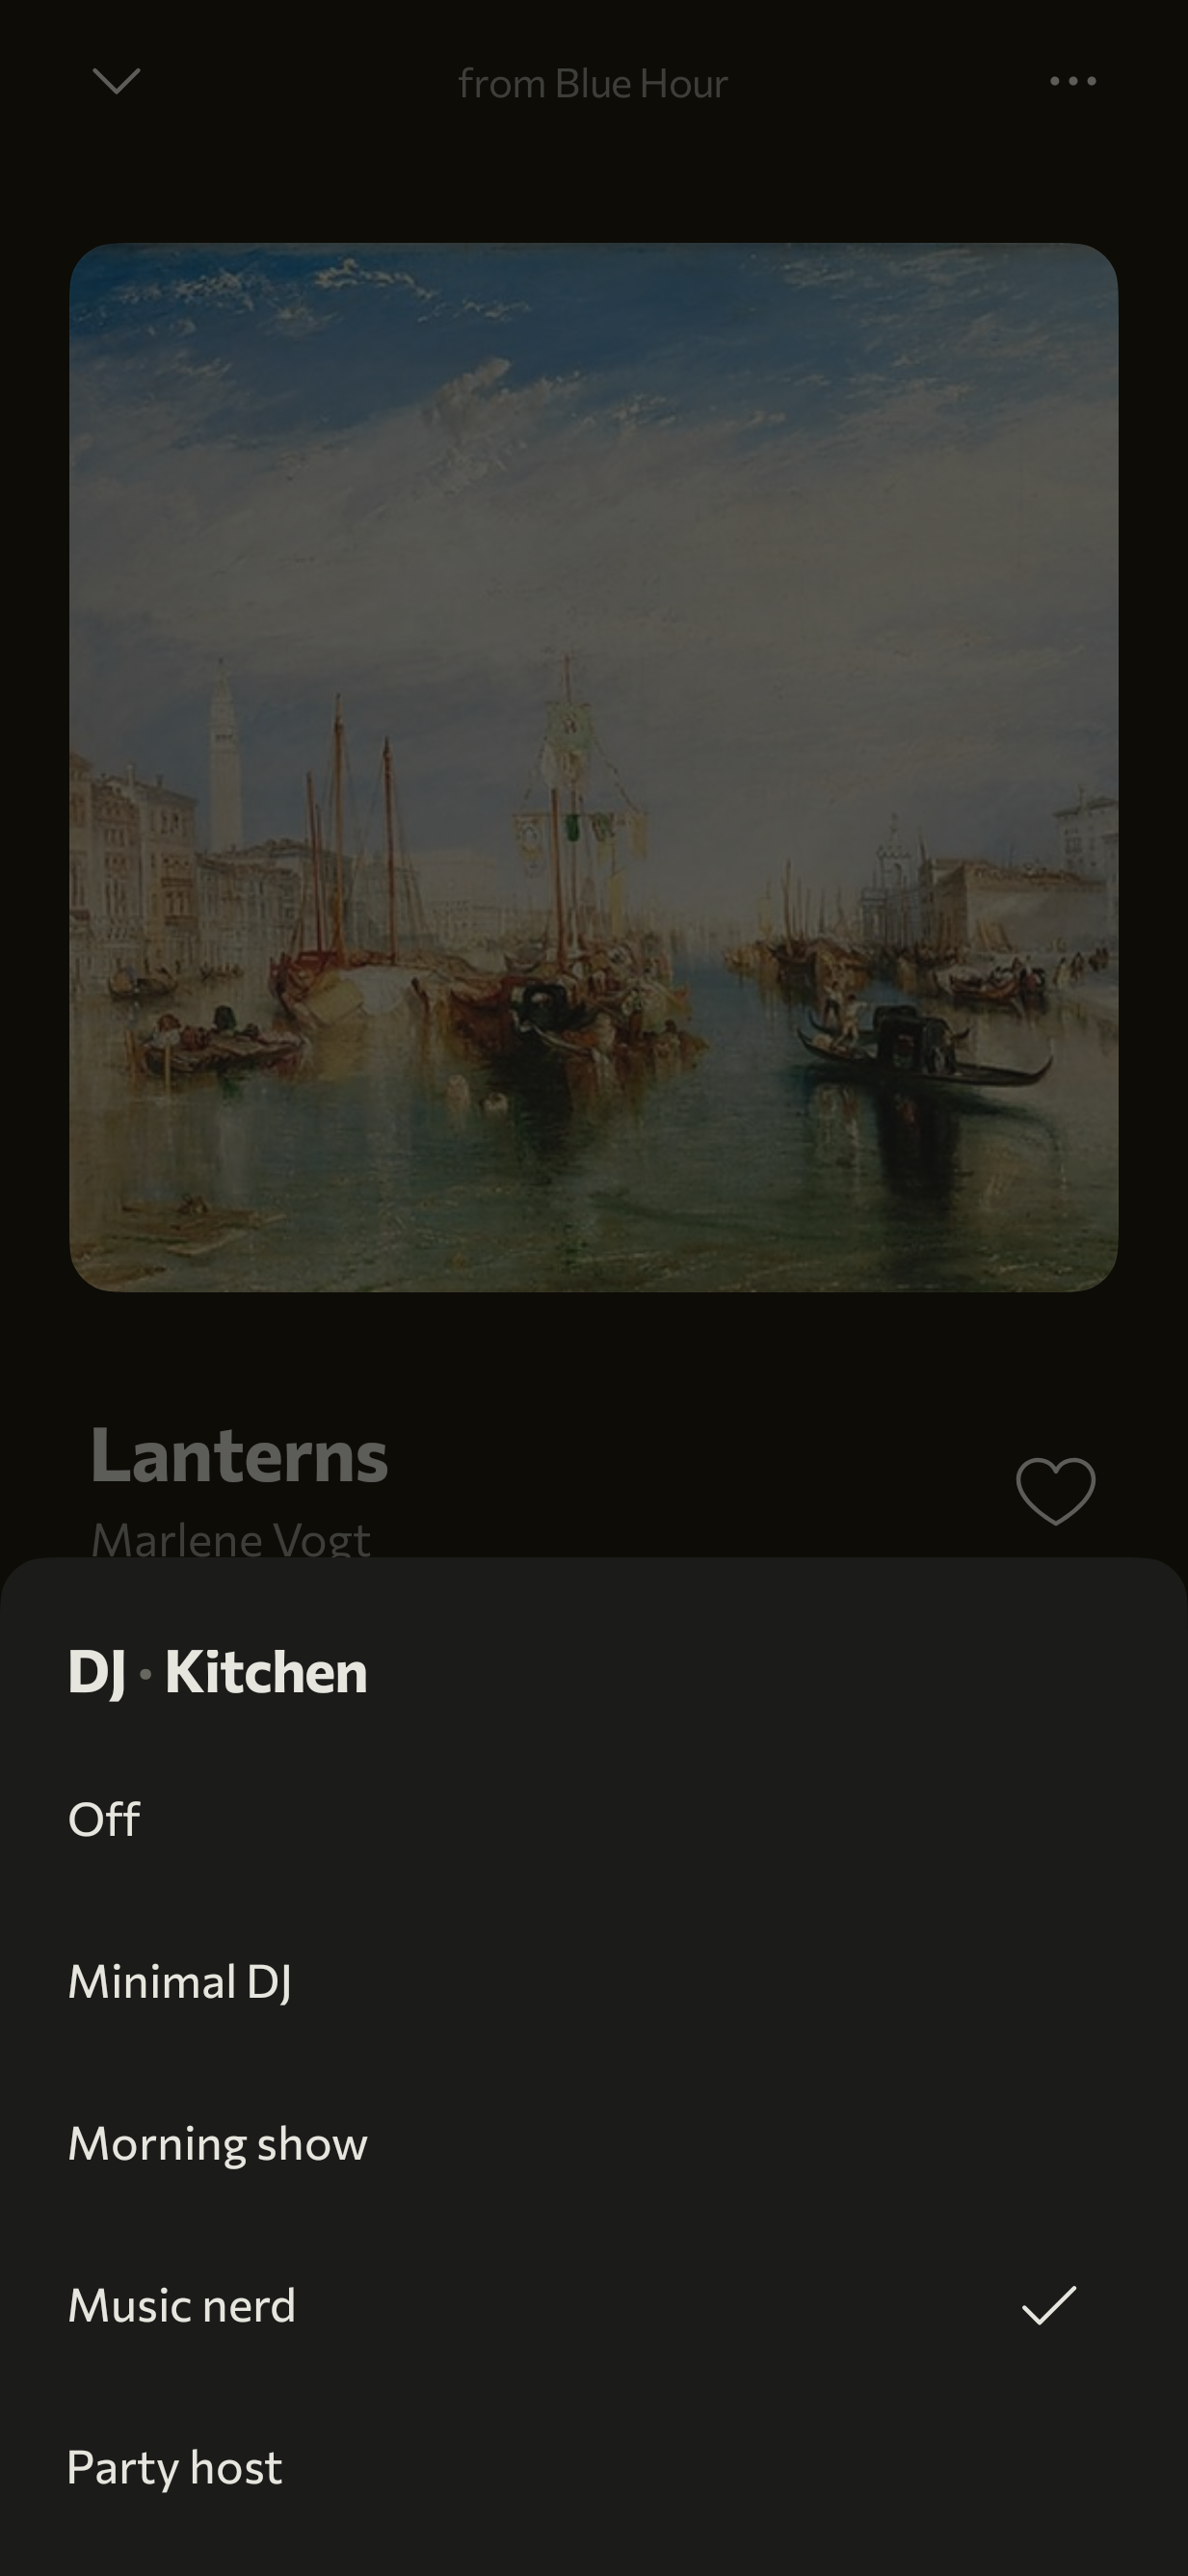 from Blue Hour
Lanterns
Marlene Vogt
DJ · Kitchen
Off
Minimal DJ
Morning show
Music nerd
Party host